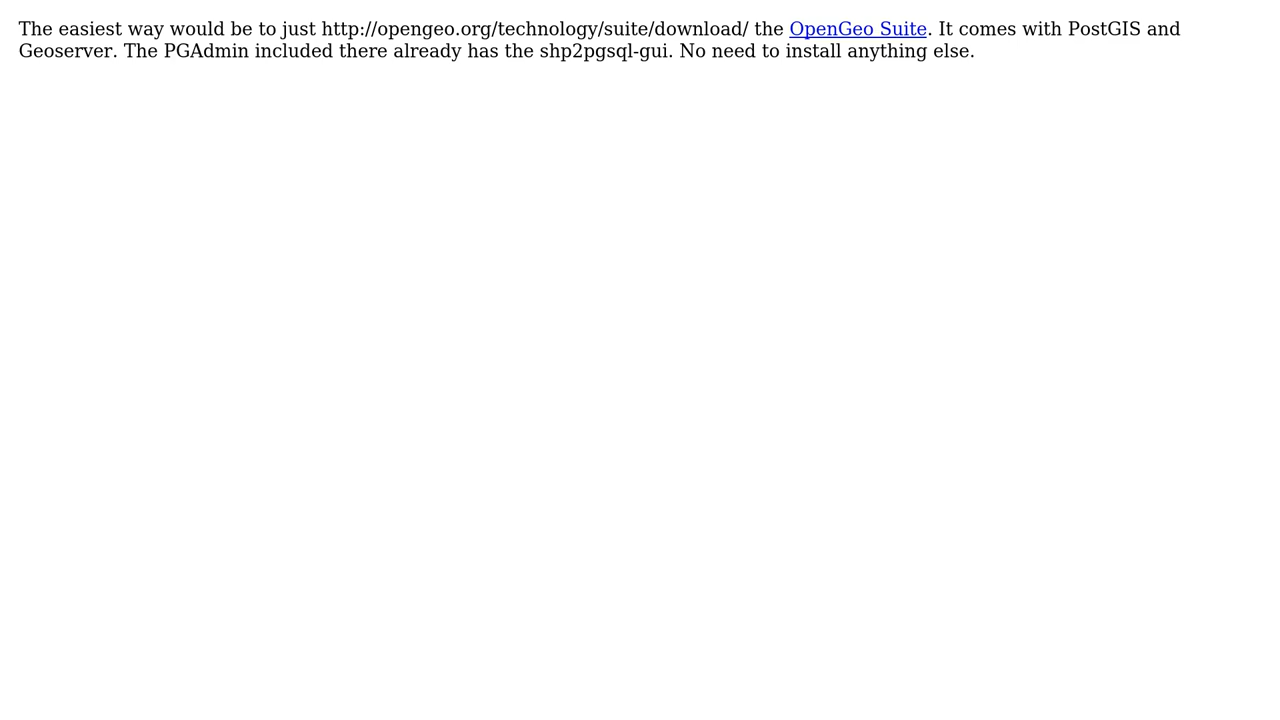 The easiest way would be to just http://opengeo.org/technology/suite/download/ the OpenGeo Suite. It comes with PostGIS and
Geoserver. The PGAdmin included there already has the shp2pgsql-gui. No need to install anything else.